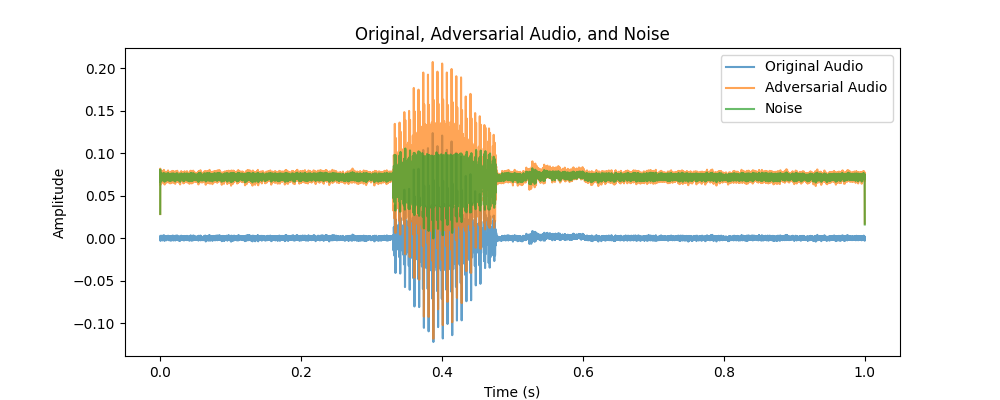 Original, Adversarial Audio, and Noise
Original Audio
Adversarial Audio
Noise
0.20
0.15
0.10
0.05
0.00
−0.05
−0.10
Amplitude
0.0 0.2 0.4 0.6 0.8 1.0
Time (s)